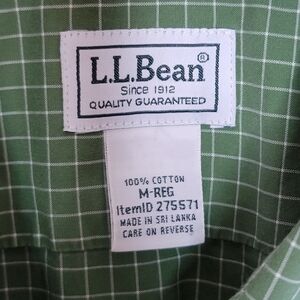 L.L.Bean®
Since 1912
QUALITY GUARANTEED
100% COTTON
M-REG
ItemID 275571
MADE IN SRI LANKA
CARE ON REVERSE